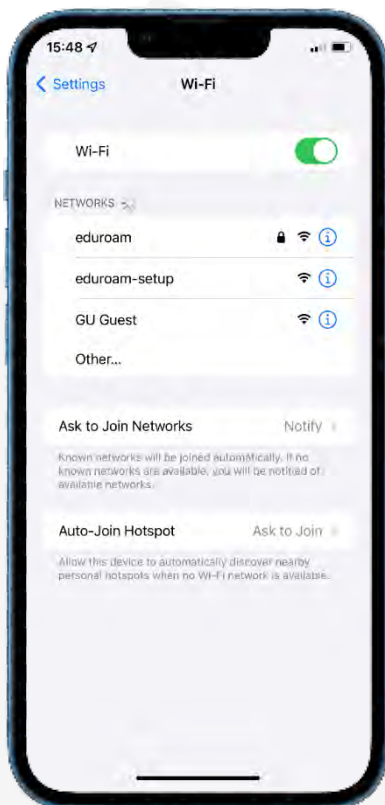 15:48
Settings
Wi-Fi
Wi-Fi
NETWORKS
eduroam
eduroam-setup
GU Guest
Other...
Ask to Join Networks
Notify
Known networks will be joined automatically. If no
known networks are available, you will be notified of
available networks.
Auto-Join Hotspot
Ask to Join
Allow this device to automatically discover nearby
personal hotspots when no Wi-Fi network is available.